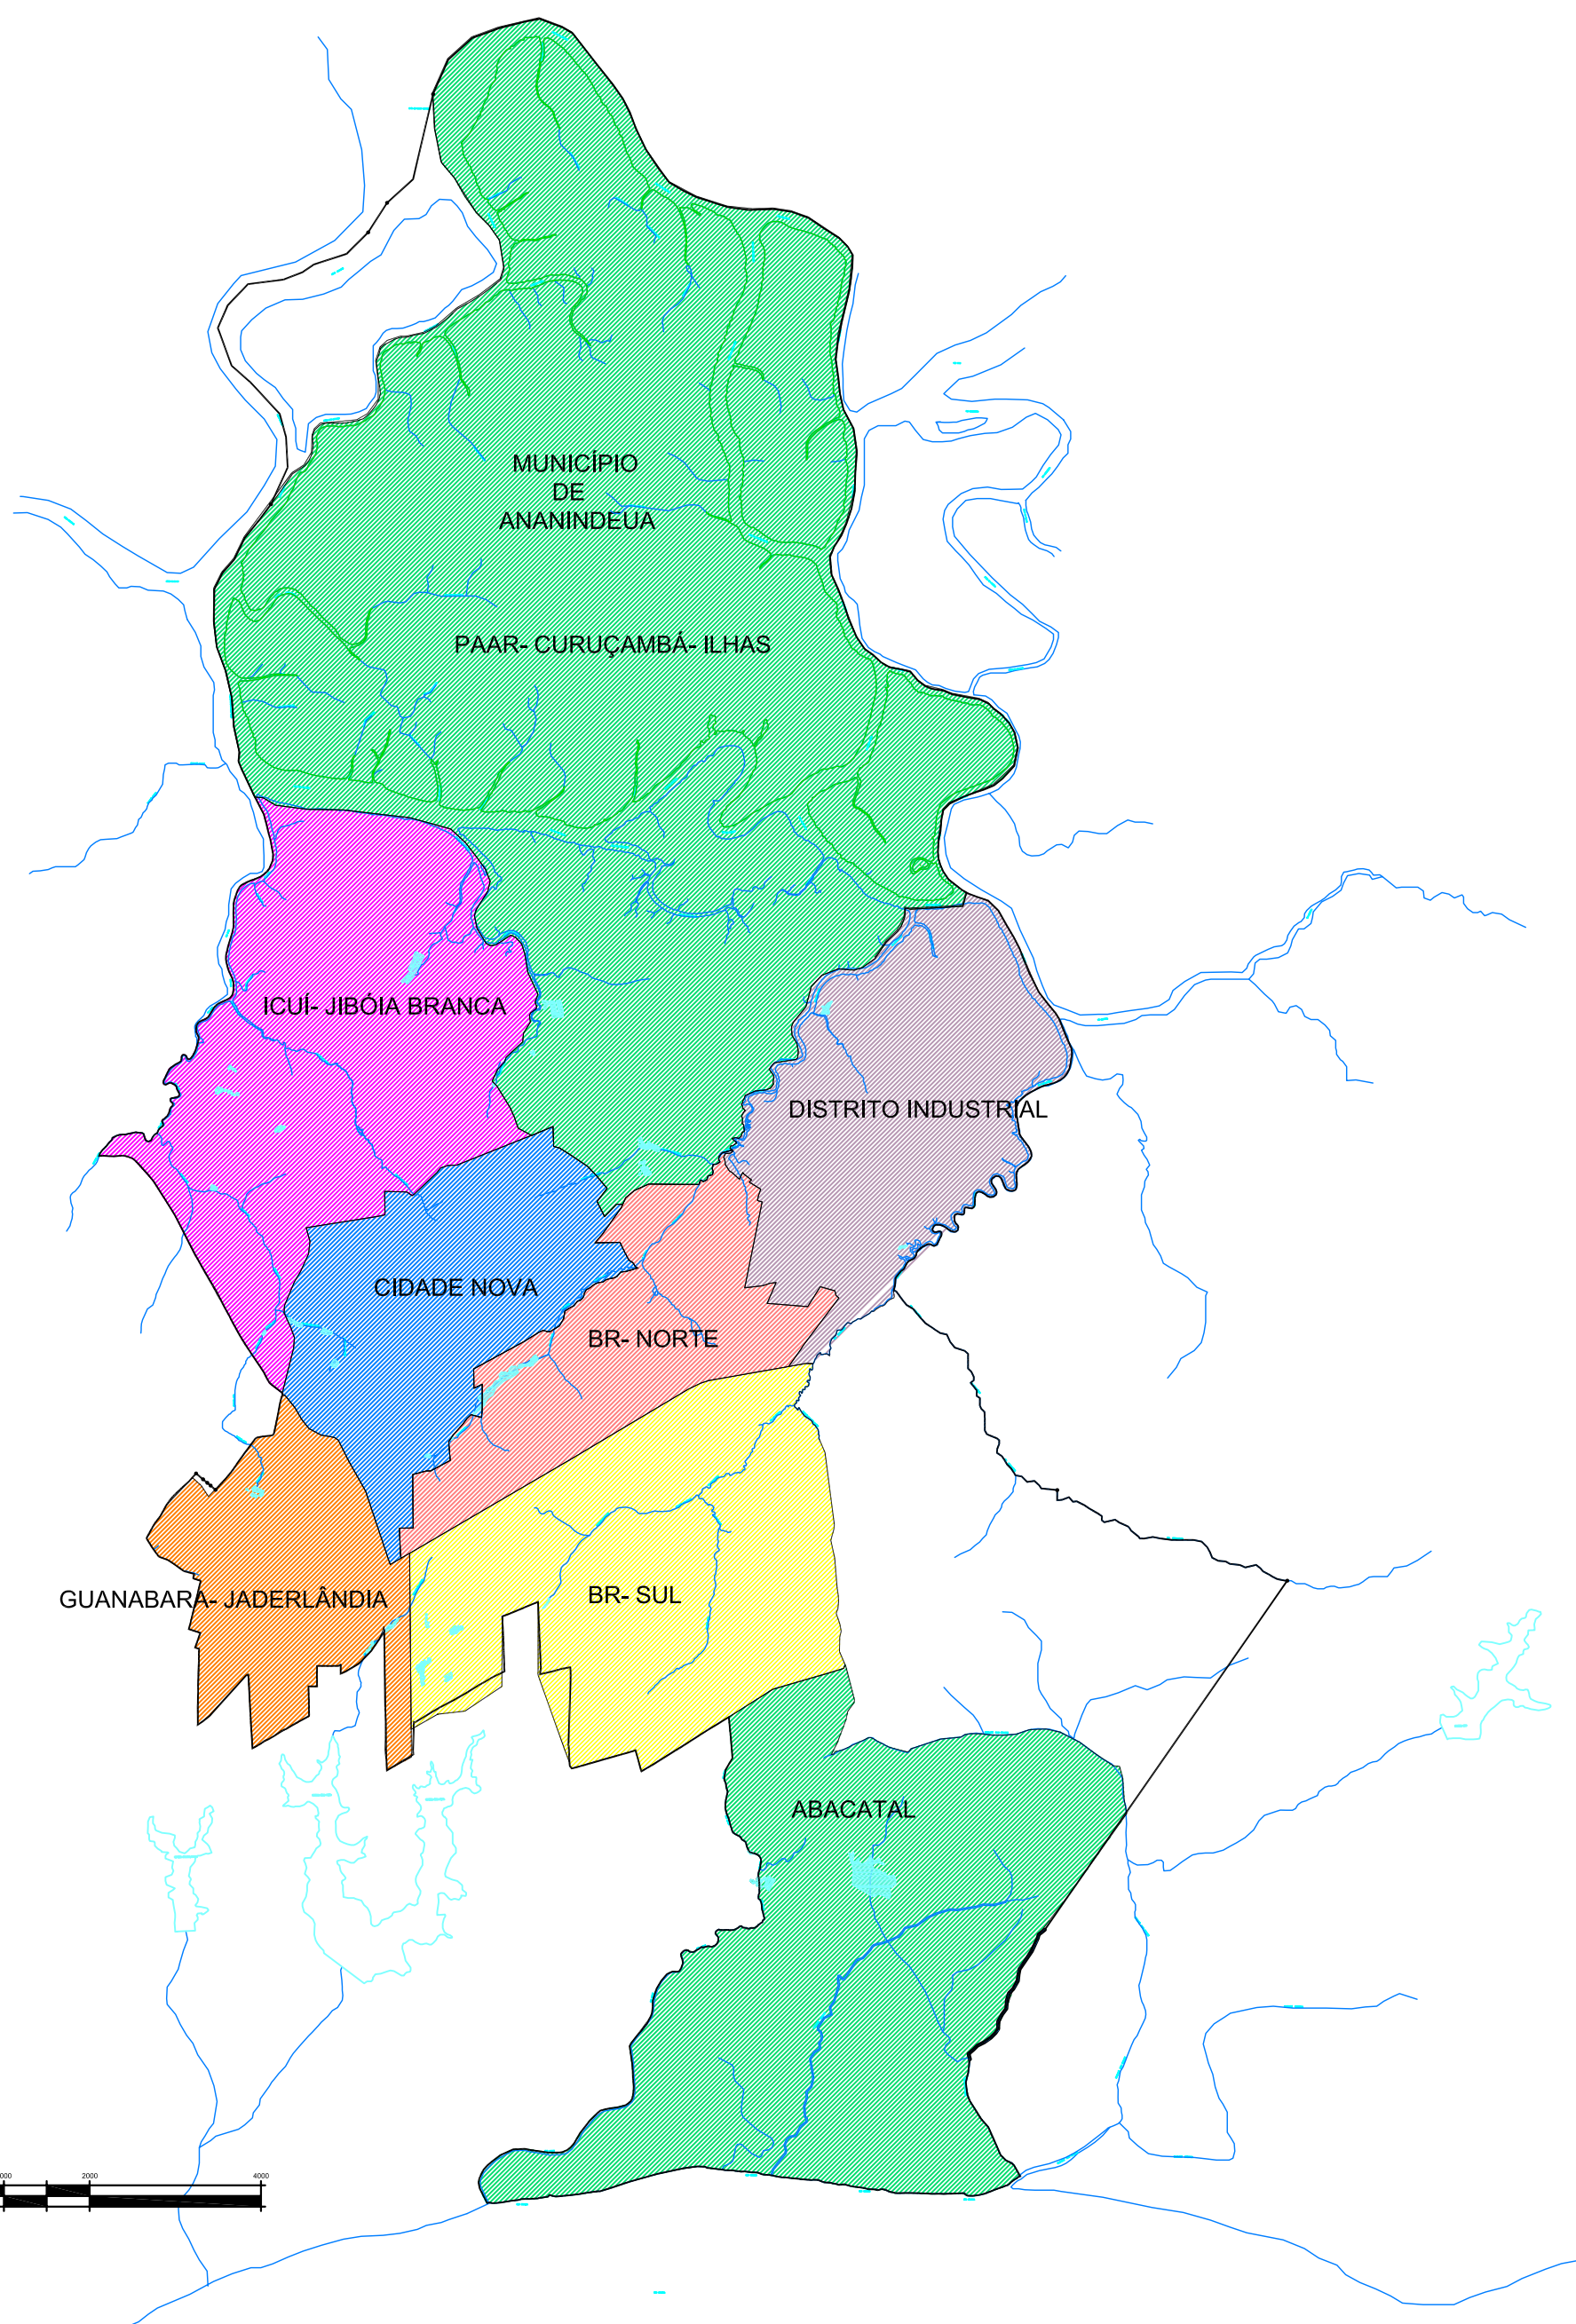 MUNICÍPIO
DE
ANANINDEUA
PAAR- CURUÇAMBÁ- ILHAS
ICUÍ- JIBÓIA BRANCA
DISTRITO INDUSTRIAL
CIDADE NOVA
BR- NORTE
GUANABARA- JADERLÂNDIA
BR- SUL
ABACATAL
2000
4000